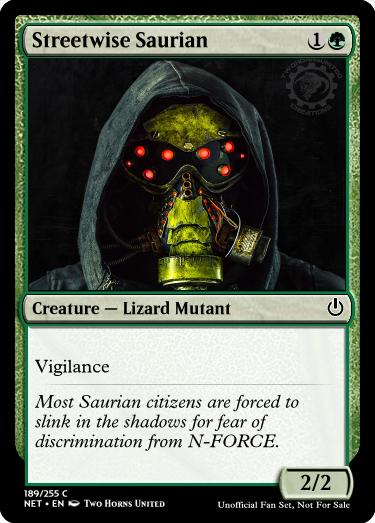 Streetwise Saurian 1
Creature — Lizard Mutant
Vigilance
Most Saurian citizens are forced to
slink in the shadows for fear of
discrimination from N-FORCE.
2/2
189/255 C
NET • EN Two Horns United
Unofficial Fan Set, Not For Sale